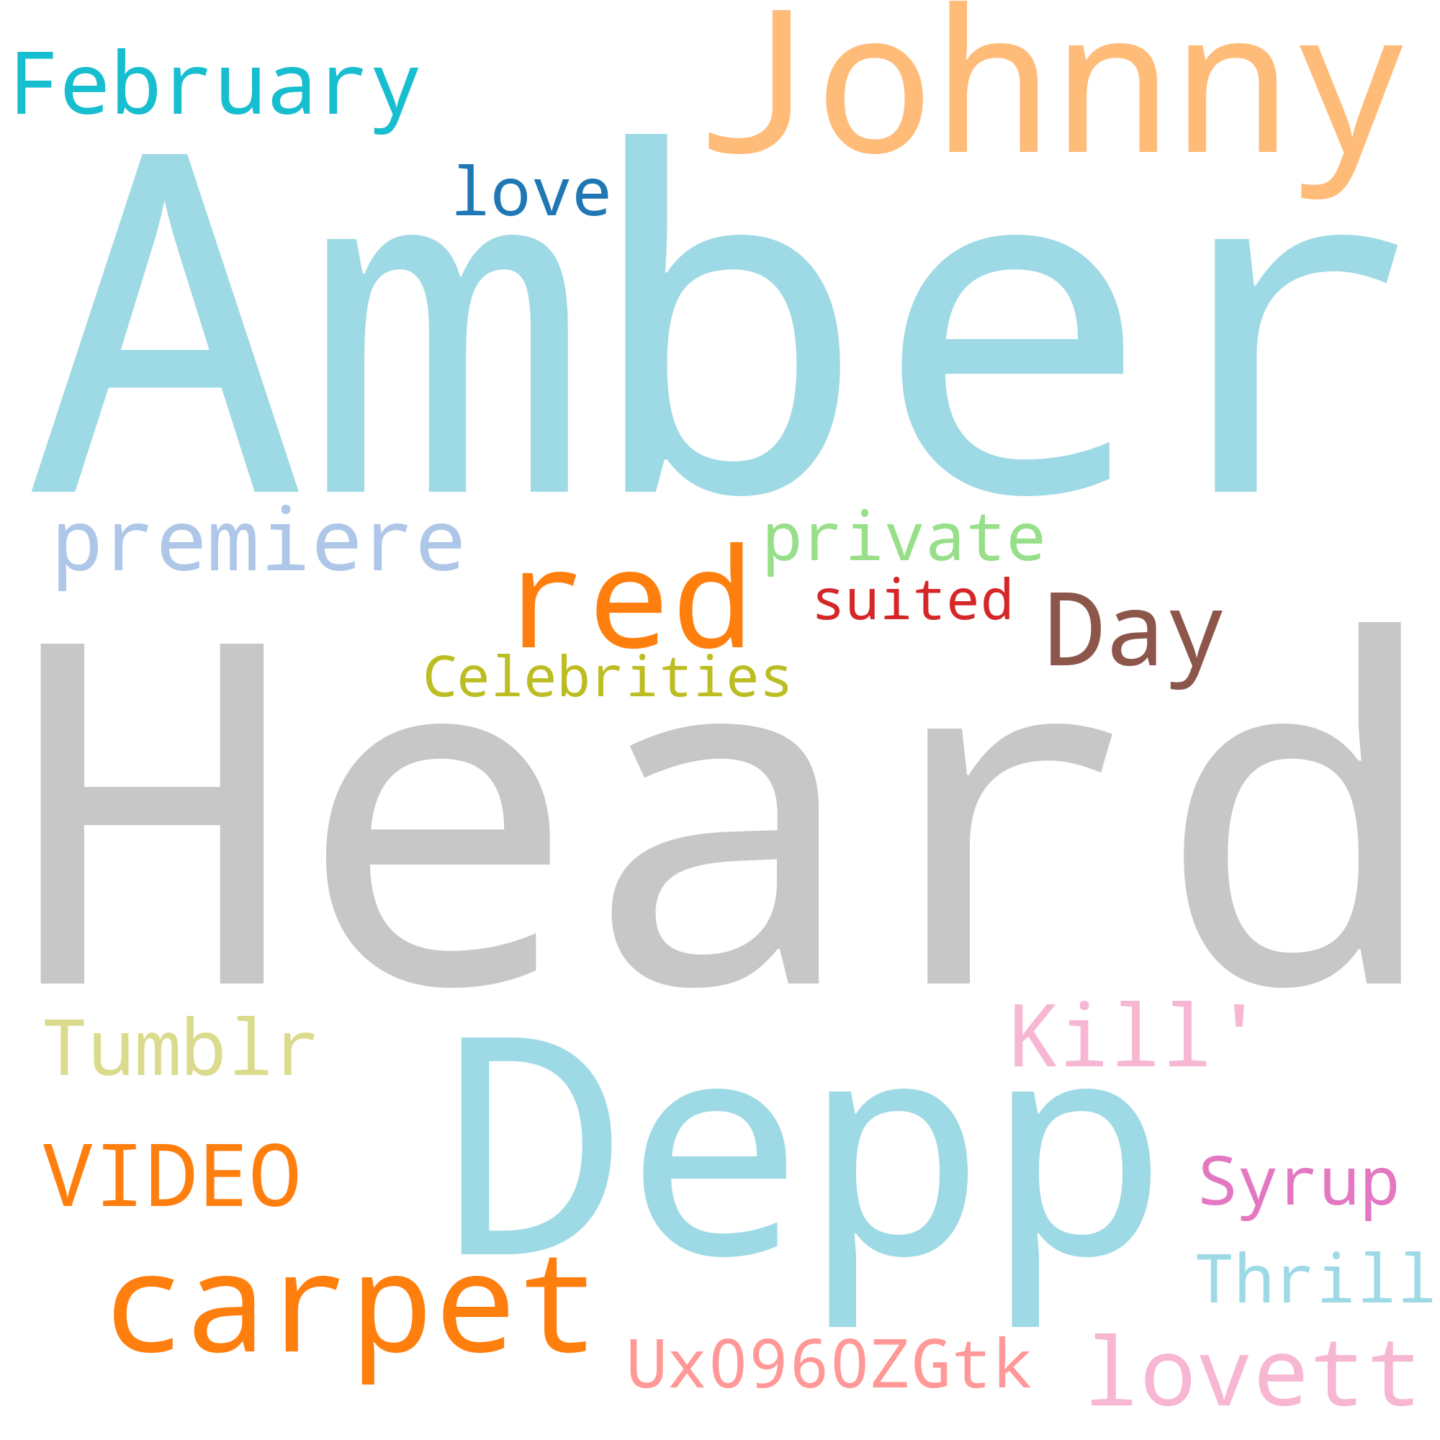 February
Johnny
love
Amber
premiere
private
red
suited
Day
Celebrities
Heard
Tumblr
Kill'
Depp
VIDEO
Syrup
carpet
Thrill
UxO96OZGtk
lovett